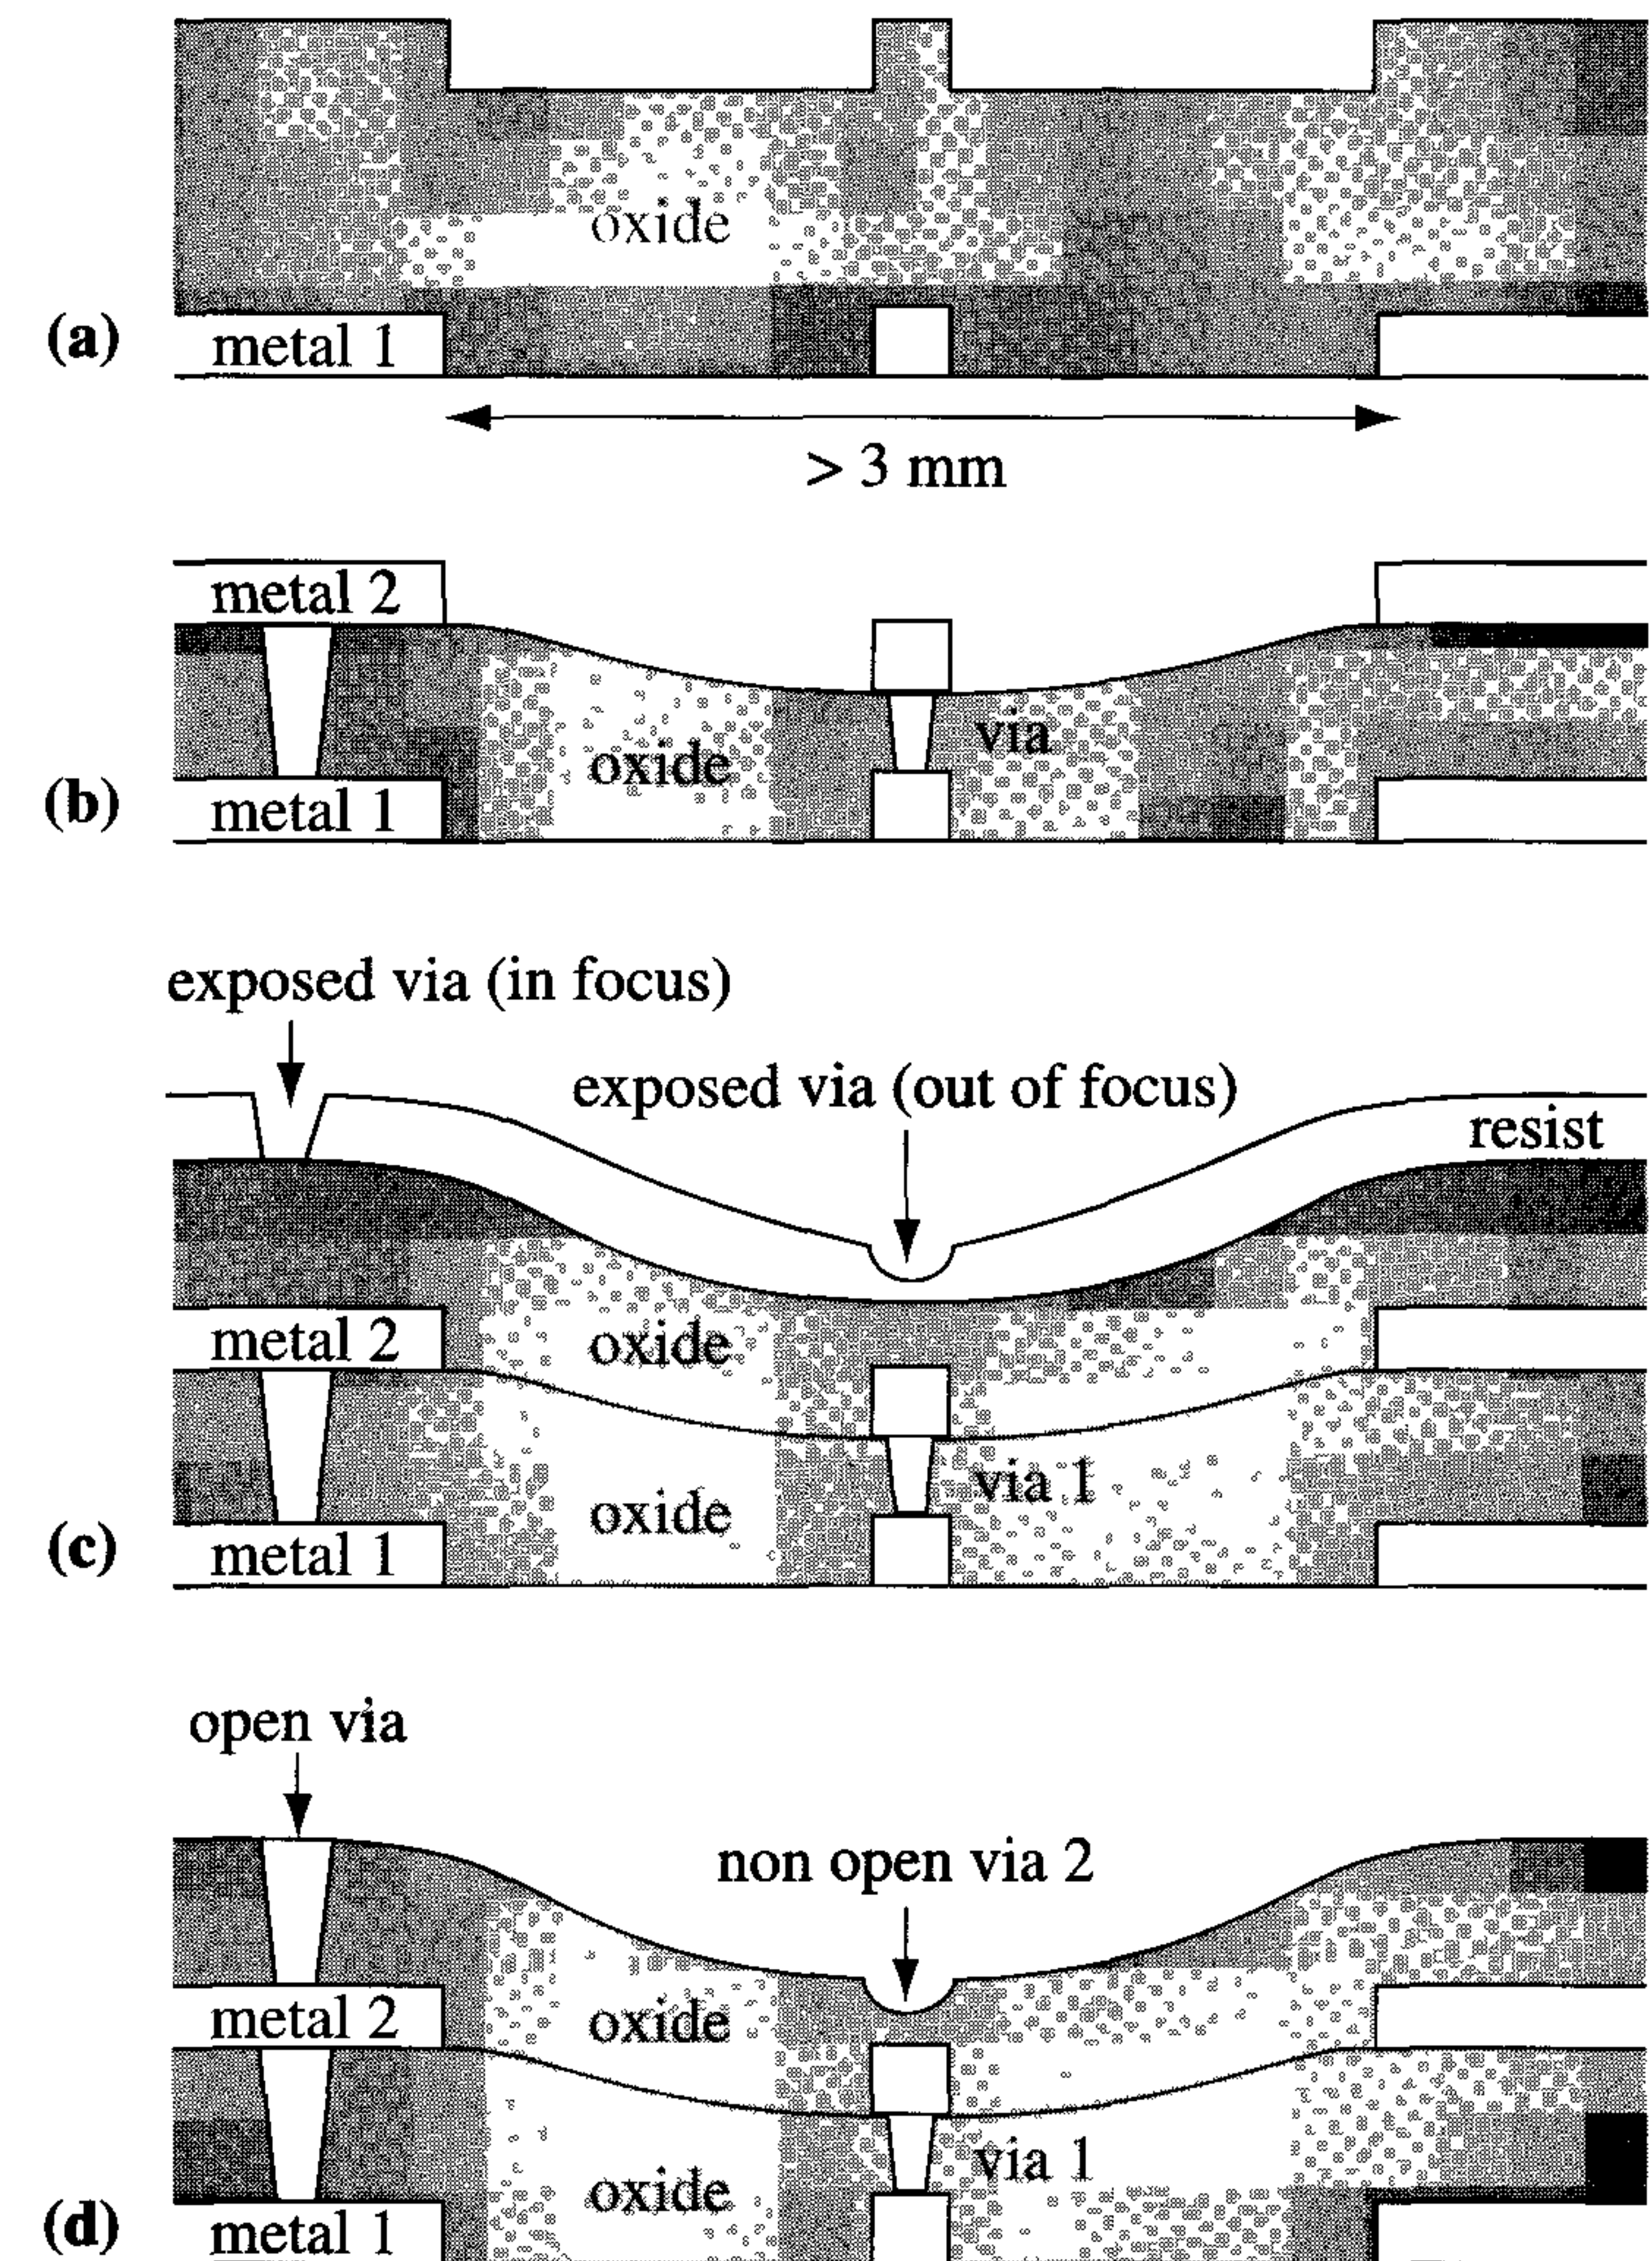 oxide
(a)
metal 1
> 3 mm
metal 2
via
oxide
(b)
metal 1
exposed via (in focus)
exposed via (out of focus)
resist
metal 2
oxide
via 1
oxide
(c)
metal 1
open via
non open via 2
metal 2
oxide
via 1
oxide
(d)
metal 1